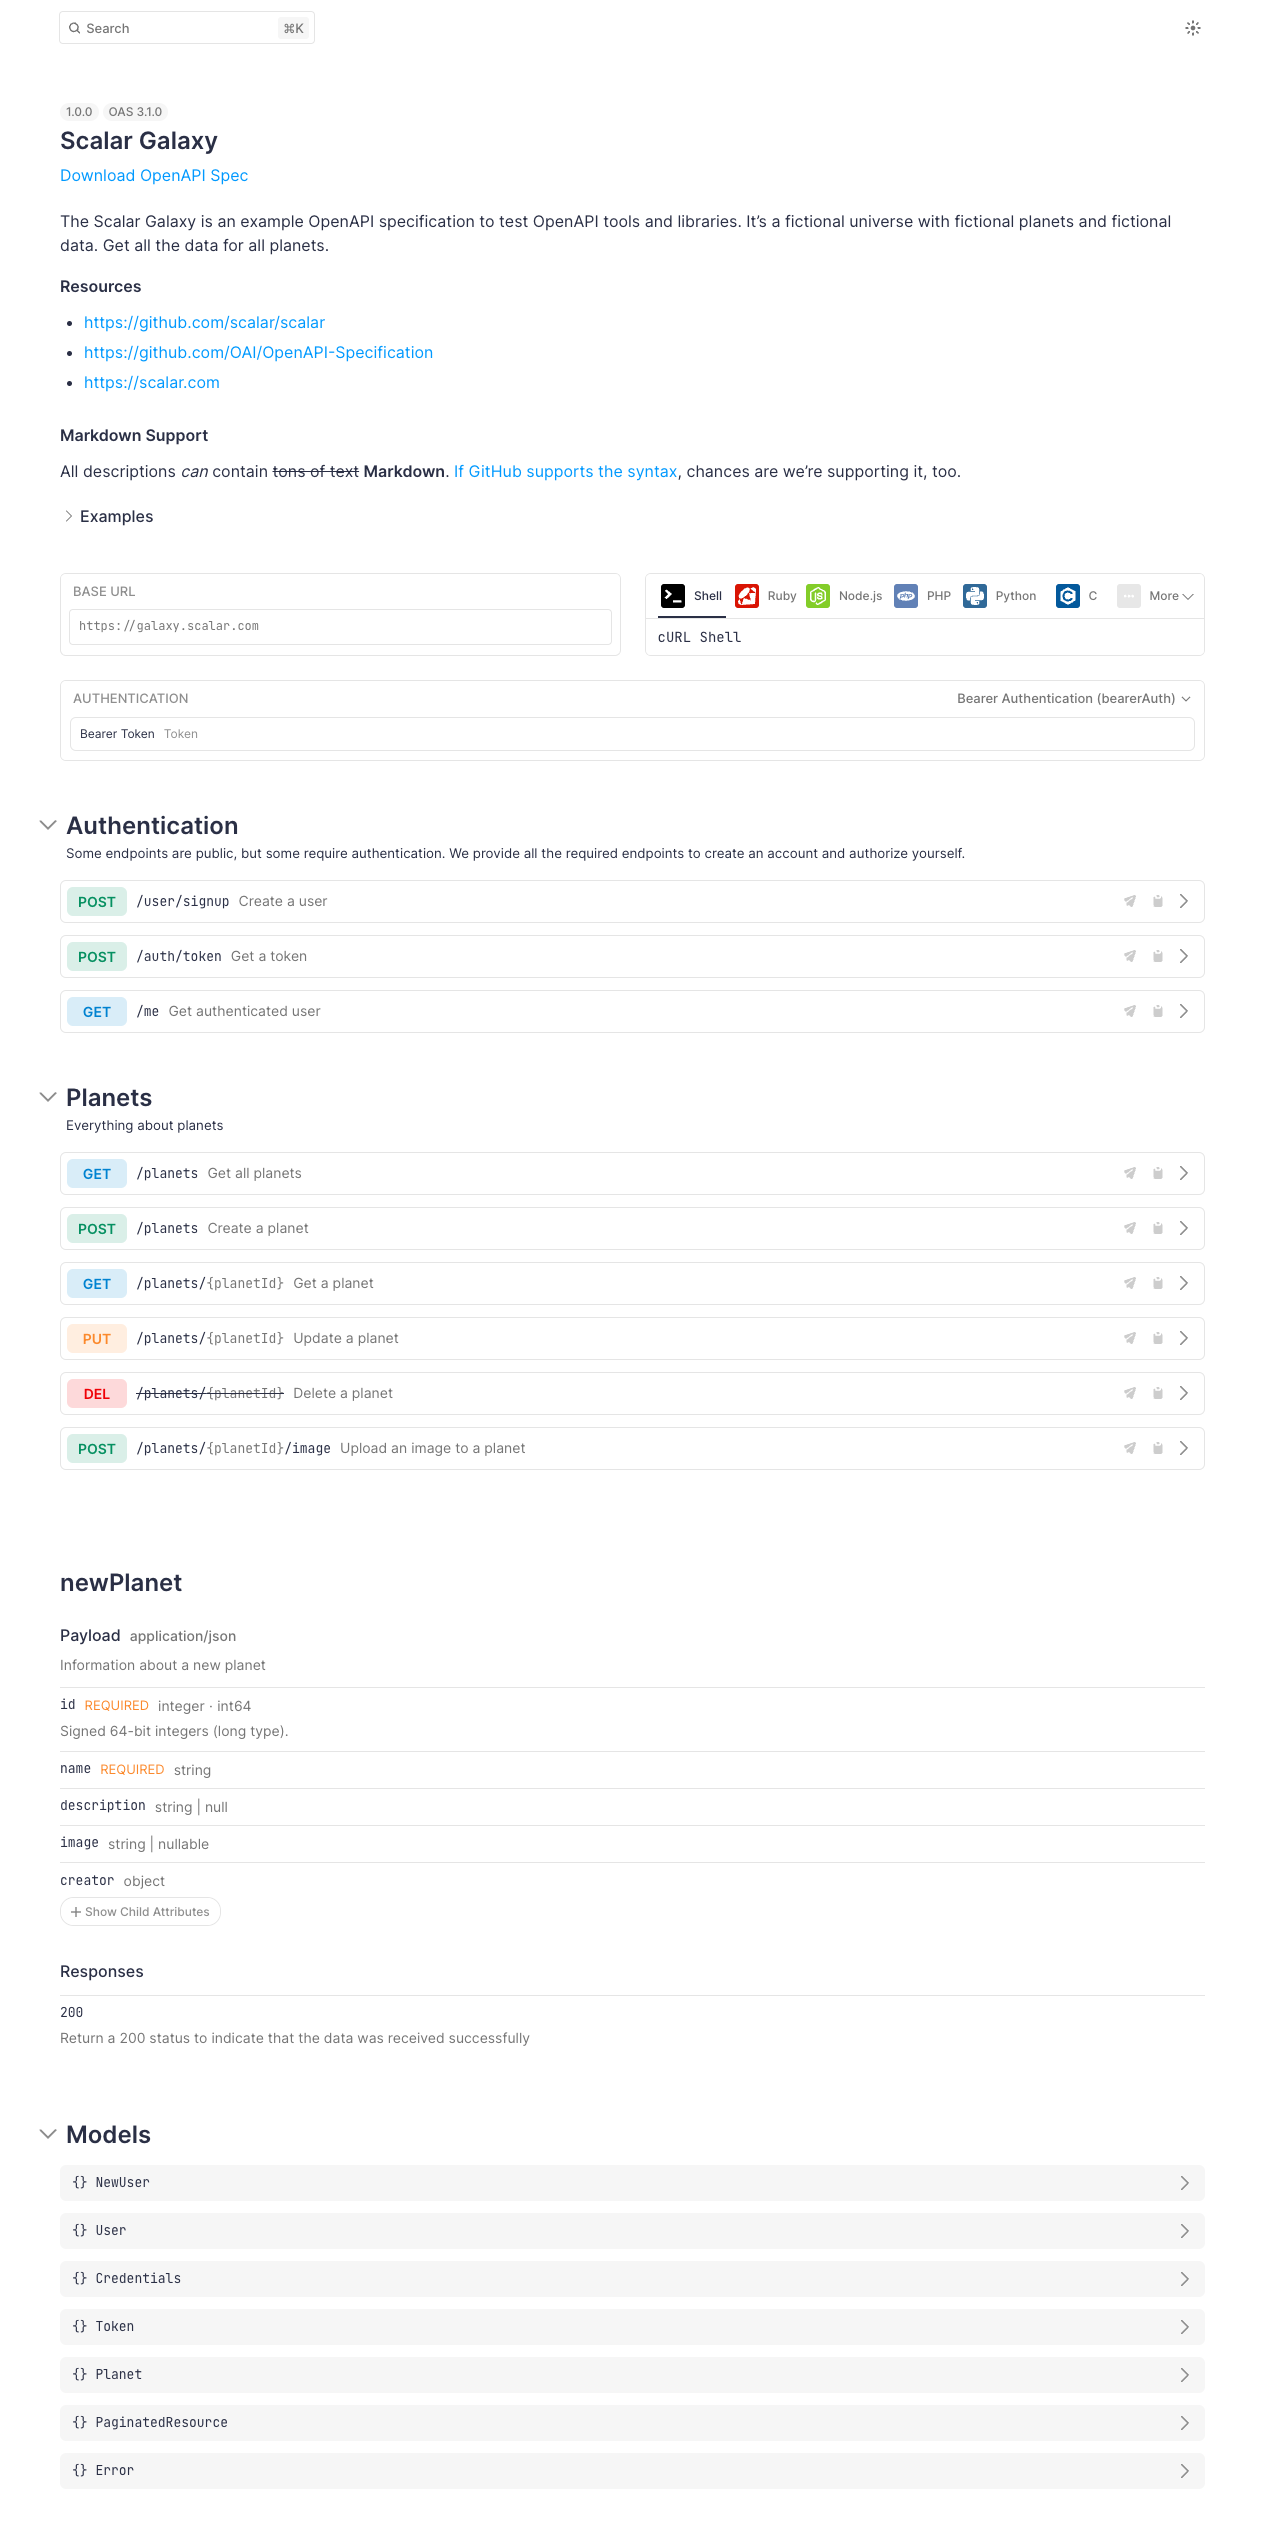 Search ⌘K
1.0.0 OAS 3.1.0
Scalar Galaxy
Download OpenAPI Spec
The Scalar Galaxy is an example OpenAPI specification to test OpenAPI tools and libraries. It’s a fictional universe with fictional planets and fictional
data. Get all the data for all planets.
Resources
• https://github.com/scalar/scalar
• https://github.com/OAI/OpenAPI-Specification
• https://scalar.com
Markdown Support
All descriptions can contain tons of text Markdown. If GitHub supports the syntax, chances are we’re supporting it, too.
Examples
BASE URL
https://galaxy.scalar.com
Shell Ruby Node.js PHP Python C More
cURL Shell
AUTHENTICATION Bearer Authentication (bearerAuth)
Bearer Token Token
Authentication
Some endpoints are public, but some require authentication. We provide all the required endpoints to create an account and authorize yourself.
POST /user/signup Create a user
POST /auth/token Get a token
GET /me Get authenticated user
Planets
Everything about planets
GET /planets Get all planets
POST /planets Create a planet
GET /planets/{planetId} Get a planet
PUT /planets/{planetId} Update a planet
DEL /planets/{planetId} Delete a planet
POST /planets/{planetId}/image Upload an image to a planet
newPlanet
Payload application/json
Information about a new planet
id REQUIRED integer · int64
Signed 64-bit integers (long type).
name REQUIRED string
description string | null
image string | nullable
creator object
+ Show Child Attributes
Responses
200
Return a 200 status to indicate that the data was received successfully
Models
{} NewUser
{} User
{} Credentials
{} Token
{} Planet
{} PaginatedResource
{} Error